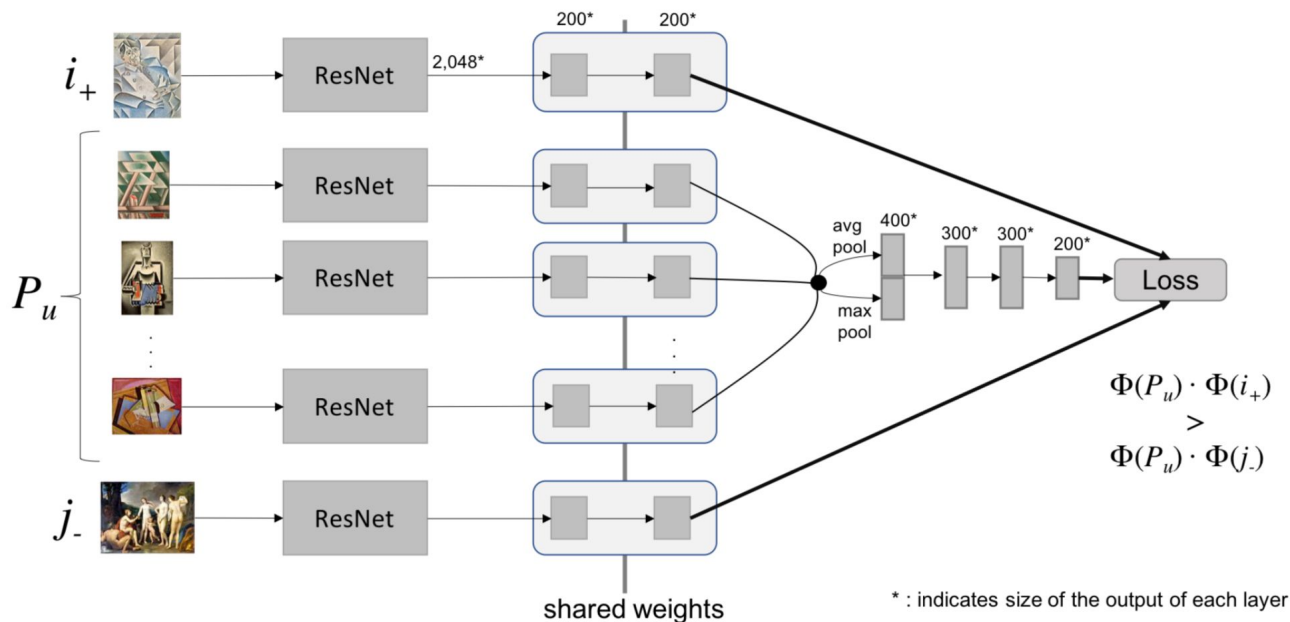 200* 200*
i₊ ResNet 2,048*
ResNet
Pᵤ
ResNet
avg
pool
400*
300* 300*
200*
max
pool
Loss
ResNet
Φ(Pᵤ) · Φ(i₊)
>
Φ(Pᵤ) · Φ(j₋)
j₋ ResNet
shared weights
* : indicates size of the output of each layer